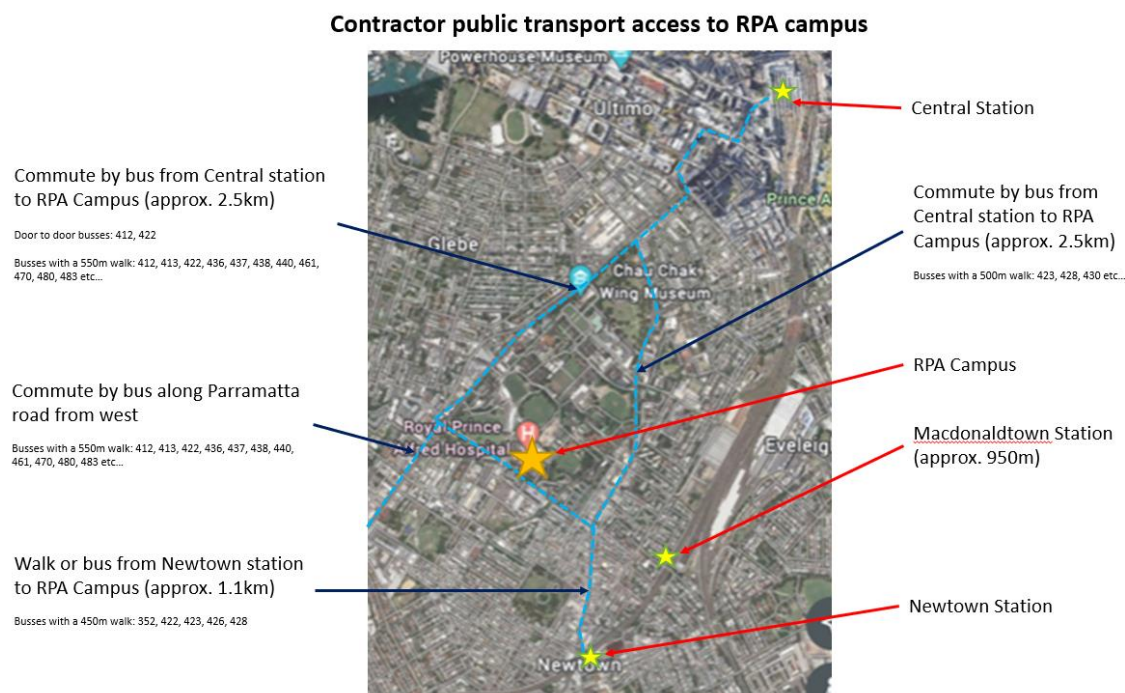 Contractor public transport access to RPA campus
Powerhouse Museum
Ultimo
Central Station
Commute by bus from Central station
to RPA Campus (approx. 2.5km)
Door to door busses: 412, 422
Busses with a 550m walk: 412, 413, 422, 436, 437, 438, 440, 461,
470, 480, 483 etc...
Commute by bus from
Central station to RPA
Campus (approx. 2.5km)
Busses with a 500m walk: 423, 428, 430 etc...
Prince A
Glebe
Chau Chak
Wing Museum
RPA Campus
Commute by bus along Parramatta
road from west
Busses with a 550m walk: 412, 413, 422, 436, 437, 438, 440,
461, 470, 480, 483 etc...
Royal Prince
Alfred Hospital
H
Macdonaldtown Station
(approx. 950m)
Eveleig
Walk or bus from Newtown station
to RPA Campus (approx. 1.1km)
Busses with a 450m walk: 352, 422, 423, 426, 428
Newtown Station
Newtown